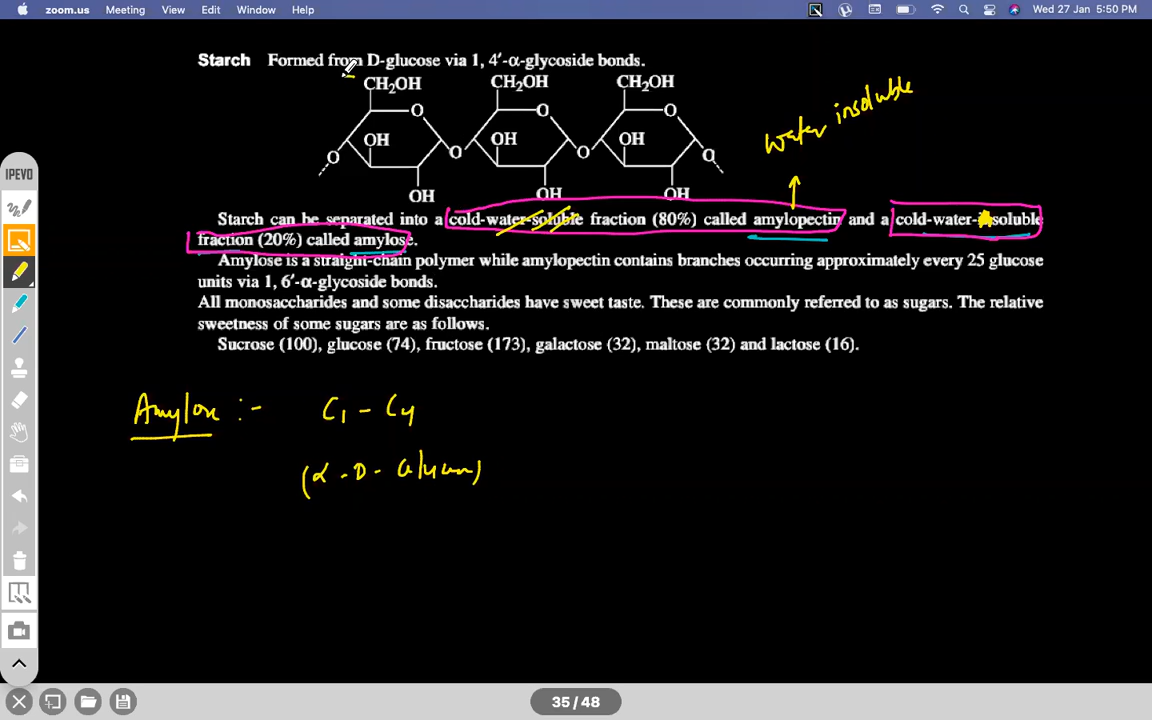 zoom.us Meeting View Edit Window Help Wed 27 Jan 5:50 PM
IPEVO
Starch Formed from D-glucose via 1, 4′-α-glycoside bonds.
CH₂OH CH₂OH CH₂OH
O O O
OH OH OH
O O O O
OH OH OH
water insoluble
Starch can be separated into a cold-water-soluble fraction (80%) called amylopectin and a cold-water-soluble
fraction (20%) called amylose.
Amylose is a straight-chain polymer while amylopectin contains branches occurring approximately every 25 glucose
units via 1, 6′-α-glycoside bonds.
All monosaccharides and some disaccharides have sweet taste. These are commonly referred to as sugars. The relative
sweetness of some sugars are as follows.
Sucrose (100), glucose (74), fructose (173), galactose (32), maltose (32) and lactose (16).
Amylose :- C₁ - C₄
(α - D - Glucose)
35 / 48